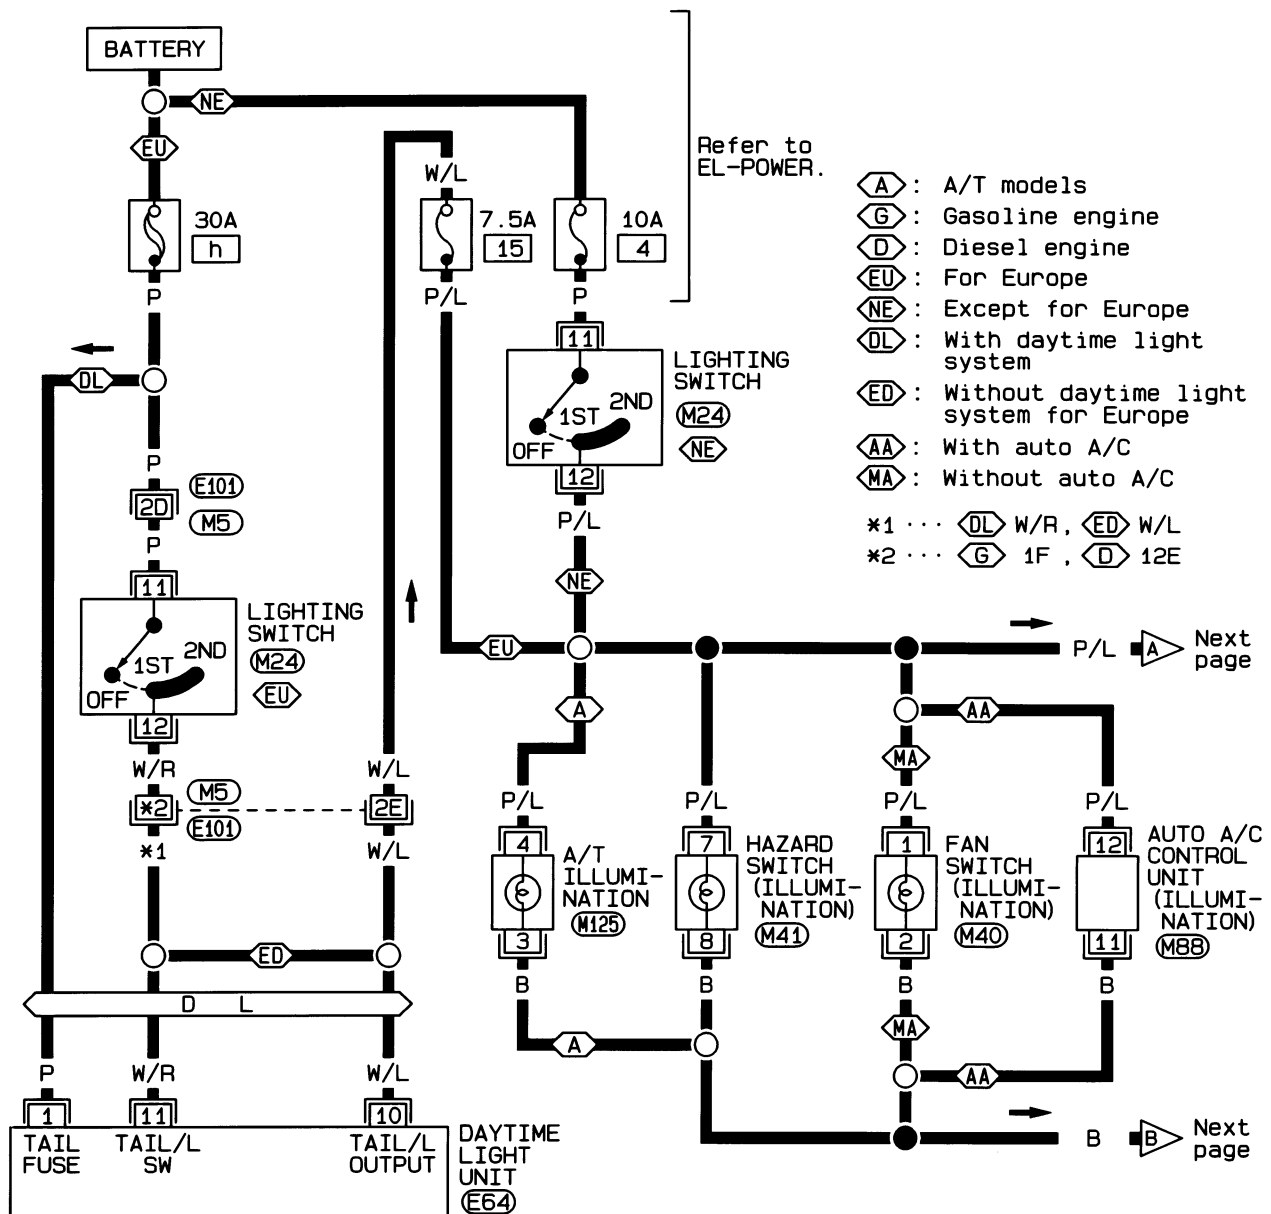 BATTERY
NE
EU
W/L
Refer to
EL-POWER.
30A
h
7.5A
15
10A
4
P
P/L
P
A : A/T models
G : Gasoline engine
D : Diesel engine
EU : For Europe
NE : Except for Europe
DL : With daytime light
system
ED : Without daytime light
system for Europe
AA : With auto A/C
MA : Without auto A/C
*1 ··· DL W/R, ED W/L
*2 ··· G 1F , D 12E
11
LIGHTING
SWITCH
M24
NE
1ST
2ND
OFF
12
P/L
NE
DL
P
E101
2D
M5
P
11
LIGHTING
SWITCH
M24
EU
1ST
2ND
OFF
12
W/R
W/L
M5
*2
2E
E101
*1
W/L
EU
P/L
A
Next
page
A
AA
MA
P/L
P/L
P/L
P/L
4
A/T
ILLUMI-
NATION
M125
3
7
HAZARD
SWITCH
(ILLUMI-
NATION)
M41
8
1
FAN
SWITCH
(ILLUMI-
NATION)
M40
2
12
AUTO A/C
CONTROL
UNIT
(ILLUMI-
NATION)
M88
11
ED
B
B
B
B
D L
MA
A
AA
P
W/R
W/L
1
11
10
TAIL
FUSE
TAIL/L
SW
TAIL/L
OUTPUT
DAYTIME
LIGHT
UNIT
E64
B
B
Next
page